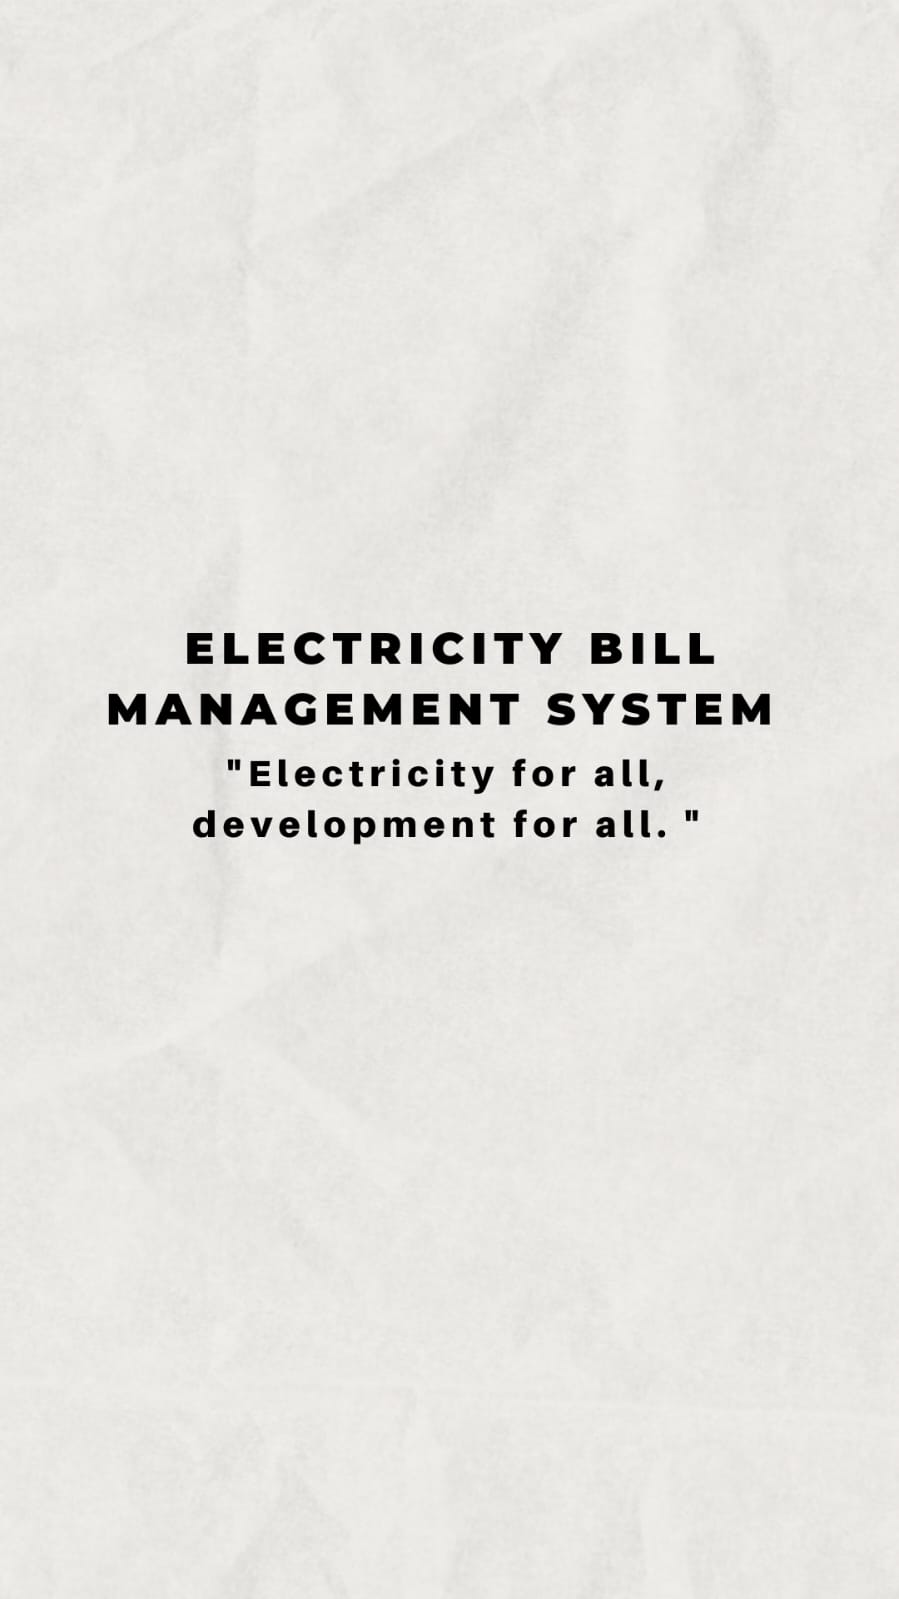 ELECTRICITY BILL
MANAGEMENT SYSTEM
"Electricity for all,
development for all. "